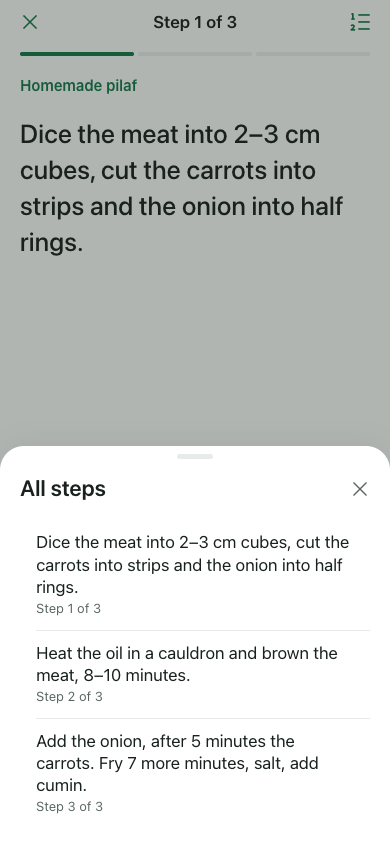 Step 1 of 3
1
2
Homemade pilaf
Dice the meat into 2–3 cm
cubes, cut the carrots into
strips and the onion into half
rings.
All steps
Dice the meat into 2–3 cm cubes, cut the
carrots into strips and the onion into half
rings.
Step 1 of 3
Heat the oil in a cauldron and brown the
meat, 8–10 minutes.
Step 2 of 3
Add the onion, after 5 minutes the
carrots. Fry 7 more minutes, salt, add
cumin.
Step 3 of 3